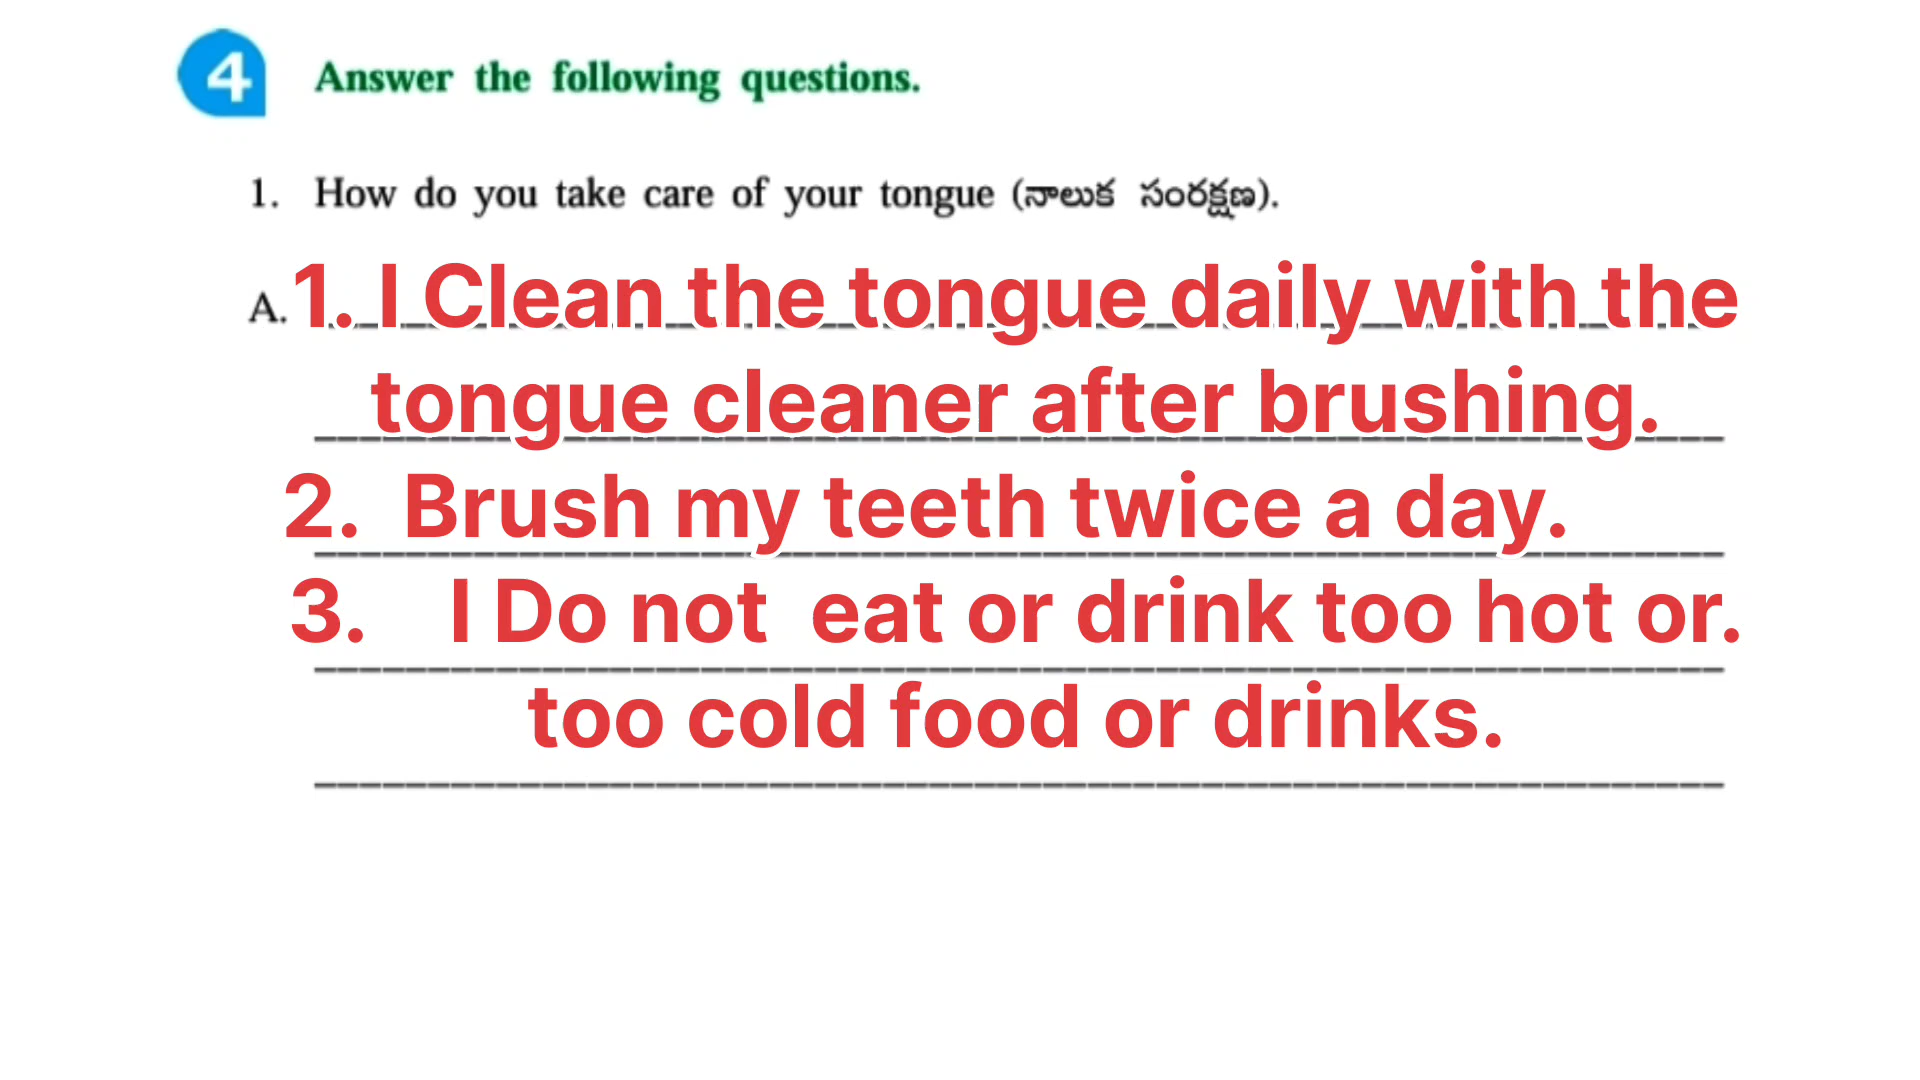 4 Answer the following questions.
1. How do you take care of your tongue (నాలుక సంరక్షణ).
A. 1. I Clean the tongue daily with the
tongue cleaner after brushing.
2. Brush my teeth twice a day.
3. I Do not eat or drink too hot or.
too cold food or drinks.